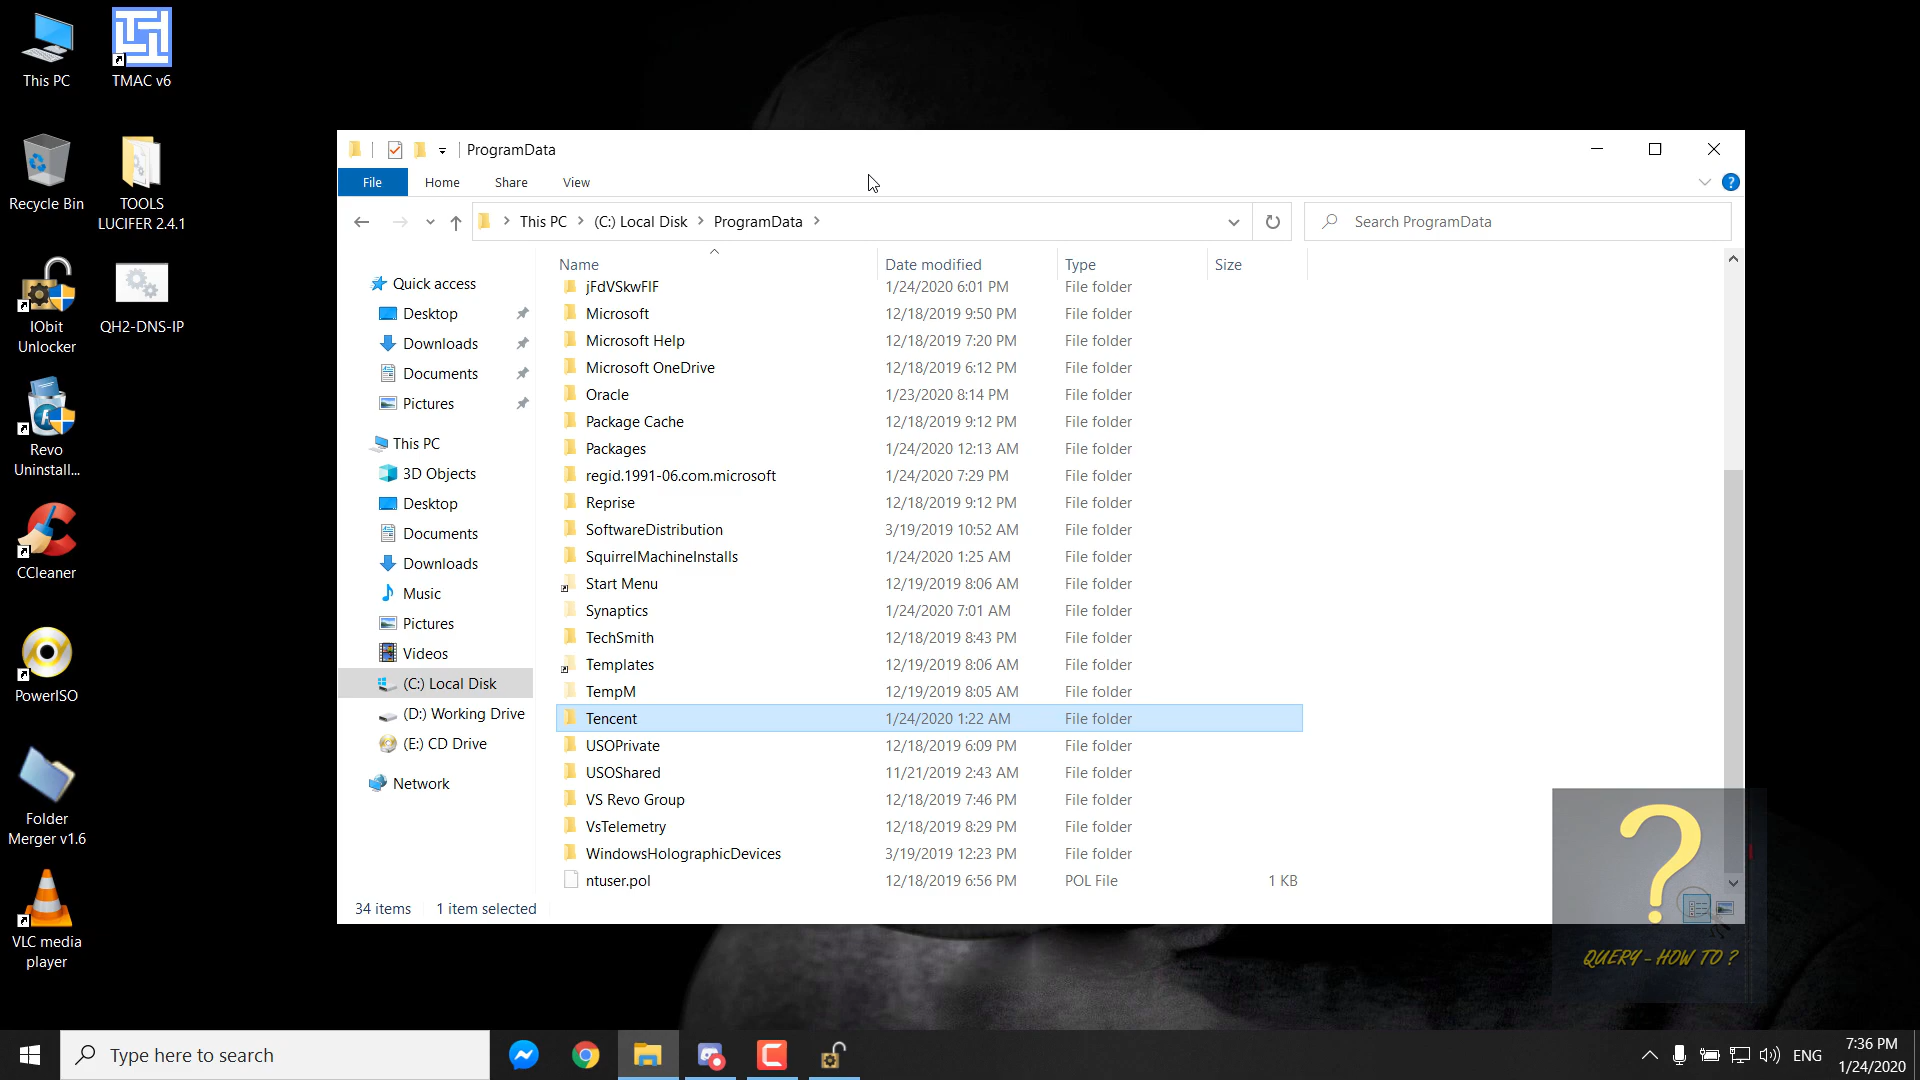 This PC
TMAC v6
Recycle Bin
TOOLS
LUCIFER 2.4.1
IObit
Unlocker
QH2-DNS-IP
Revo
Uninstall...
CCleaner
PowerISO
Folder
Merger v1.6
VLC media
player
ProgramData
File
Home
Share
View
This PC
(C:) Local Disk
ProgramData
Search ProgramData
Quick access
Desktop
Downloads
Documents
Pictures
This PC
3D Objects
Desktop
Documents
Downloads
Music
Pictures
Videos
(C:) Local Disk
(D:) Working Drive
(E:) CD Drive
Network
Name Date modified Type Size
jFdVSkwFIF 1/24/2020 6:01 PM File folder
Microsoft 12/18/2019 9:50 PM File folder
Microsoft Help 12/18/2019 7:20 PM File folder
Microsoft OneDrive 12/18/2019 6:12 PM File folder
Oracle 1/23/2020 8:14 PM File folder
Package Cache 12/18/2019 9:12 PM File folder
Packages 1/24/2020 12:13 AM File folder
regid.1991-06.com.microsoft 1/24/2020 7:29 PM File folder
Reprise 12/18/2019 9:12 PM File folder
SoftwareDistribution 3/19/2019 10:52 AM File folder
SquirrelMachineInstalls 1/24/2020 1:25 AM File folder
Start Menu 12/19/2019 8:06 AM File folder
Synaptics 1/24/2020 7:01 AM File folder
TechSmith 12/18/2019 8:43 PM File folder
Templates 12/19/2019 8:06 AM File folder
TempM 12/19/2019 8:05 AM File folder
Tencent 1/24/2020 1:22 AM File folder
USOPrivate 12/18/2019 6:09 PM File folder
USOShared 11/21/2019 2:43 AM File folder
VS Revo Group 12/18/2019 7:46 PM File folder
VsTelemetry 12/18/2019 8:29 PM File folder
WindowsHolographicDevices 3/19/2019 12:23 PM File folder
ntuser.pol 12/18/2019 6:56 PM POL File 1 KB
34 items 1 item selected
?
QUERY - HOW TO ?
Type here to search
ENG
7:36 PM
1/24/2020